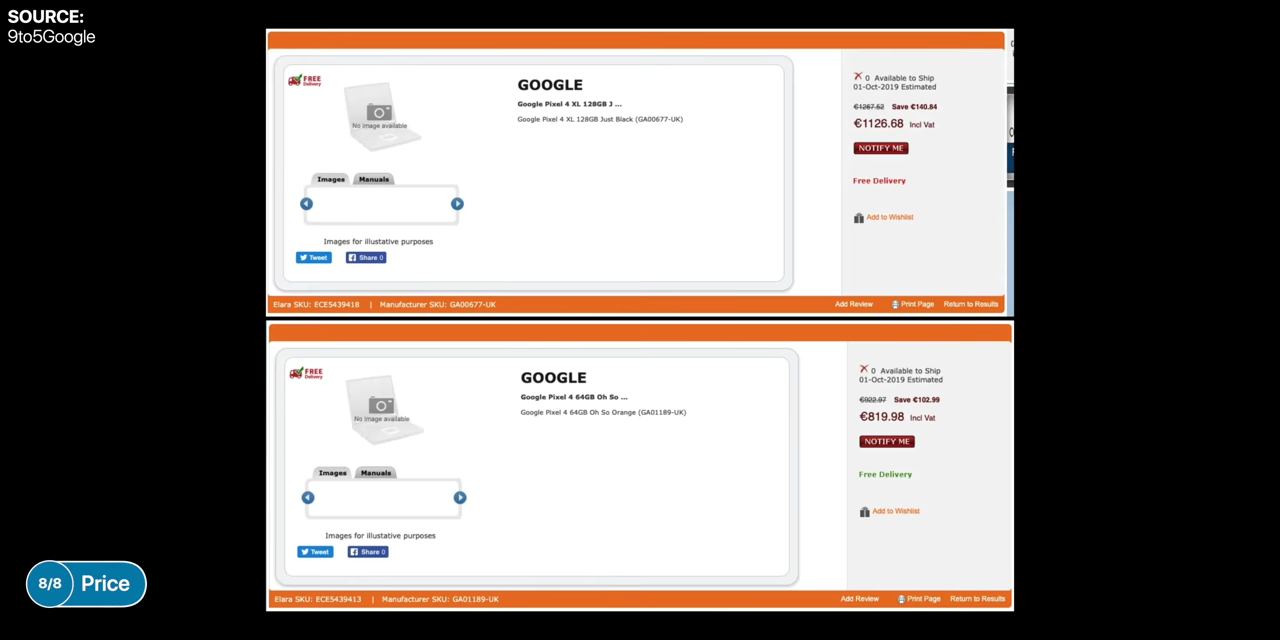 SOURCE:
9to5Google
FREE
Delivery
No image available
GOOGLE
Google Pixel 4 XL 128GB J ...
Google Pixel 4 XL 128GB Just Black (GA00677-UK)
Images Manuals
Images for illustative purposes
Tweet Share 0
0 Available to Ship
01-Oct-2019 Estimated
€1267.52 Save €140.84
€1126.68 Incl Vat
NOTIFY ME
Free Delivery
Add to Wishlist
Elara SKU: ECE5439418 | Manufacturer SKU: GA00677-UK
Add Review Print Page Return to Results
FREE
Delivery
No image available
GOOGLE
Google Pixel 4 64GB Oh So ...
Google Pixel 4 64GB Oh So Orange (GA01189-UK)
Images Manuals
Images for illustative purposes
Tweet Share 0
0 Available to Ship
01-Oct-2019 Estimated
€922.97 Save €102.99
€819.98 Incl Vat
NOTIFY ME
Free Delivery
Add to Wishlist
Elara SKU: ECE5439413 | Manufacturer SKU: GA01189-UK
Add Review Print Page Return to Results
8/8 Price